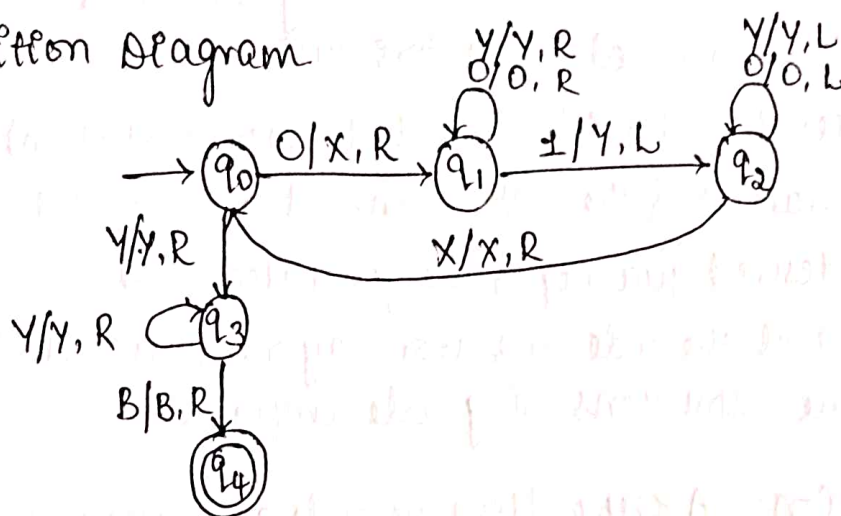 ition Diagram
Y/Y, R
0/0, R
Y/Y, L
0/0, L
q0
0/X, R
q1
1/Y, L
q2
Y/Y, R
X/X, R
Y/Y, R
q3
B/B, R
q4